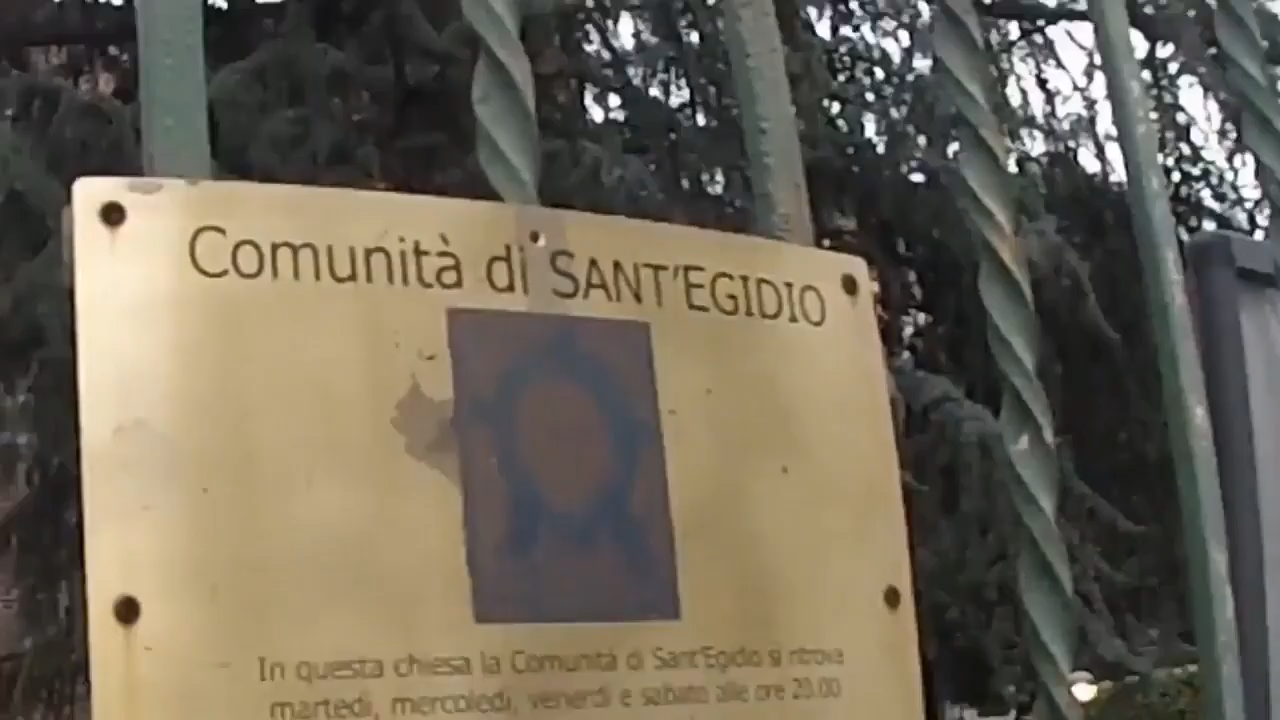 Comunità di SANT'EGIDIO
In questa chiesa la Comunità di Sant'Egidio si ritrova
martedì, mercoledì, venerdì e sabato alle ore 20.00